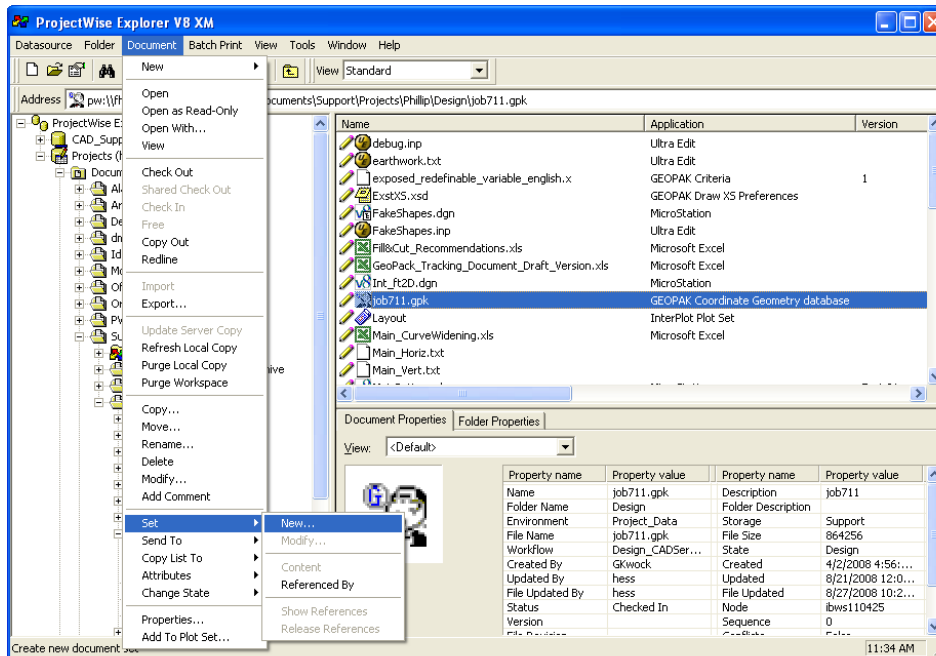 ProjectWise Explorer V8 XM
Datasource Folder Document Batch Print View Tools Window Help
View Standard
Address pw:\\fh
ocuments\Support\Projects\Phillip\Design\job711.gpk
New
Open
Open as Read-Only
Open With...
View
Check Out
Shared Check Out
Check In
Free
Copy Out
Redline
Import
Export...
Update Server Copy
Refresh Local Copy
Purge Local Copy
Purge Workspace
Copy...
Move...
Rename...
Delete
Modify...
Add Comment
Set
Send To
Copy List To
Attributes
Change State
Properties...
Add To Plot Set...
New...
Modify...
Content
Referenced By
Show References
Release References
ProjectWise E
CAD_Supp
Projects (h
Docum
Al
Ar
De
dm
Id
Mo
Of
Or
PV
Su
hive
Name Application Version
debug.inp Ultra Edit
earthwork.txt Ultra Edit
exposed_redefinable_variable_english.x GEOPAK Criteria 1
ExstXS.xsd GEOPAK Draw XS Preferences
FakeShapes.dgn MicroStation
FakeShapes.inp Ultra Edit
Fill&Cut_Recommendations.xls Microsoft Excel
GeoPack_Tracking_Document_Draft_Version.xls Microsoft Excel
Int_ft2D.dgn MicroStation
job711.gpk GEOPAK Coordinate Geometry database
Layout InterPlot Plot Set
Main_CurveWidening.xls Microsoft Excel
Main_Horiz.txt
Main_Vert.txt
Document Properties Folder Properties
View: <Default>
Property name Property value Property name Property value
Name job711.gpk Description job711
Folder Name Design Folder Description
Environment Project_Data Storage Support
File Name job711.gpk File Size 864256
Workflow Design_CADSer... State Design
Created By GKwock Created 4/2/2008 4:56:...
Updated By hess Updated 8/21/2008 12:0...
File Updated By hess File Updated 8/27/2008 10:2...
Status Checked In Node ibws110425
Version Sequence 0
Create new document set
11:34 AM